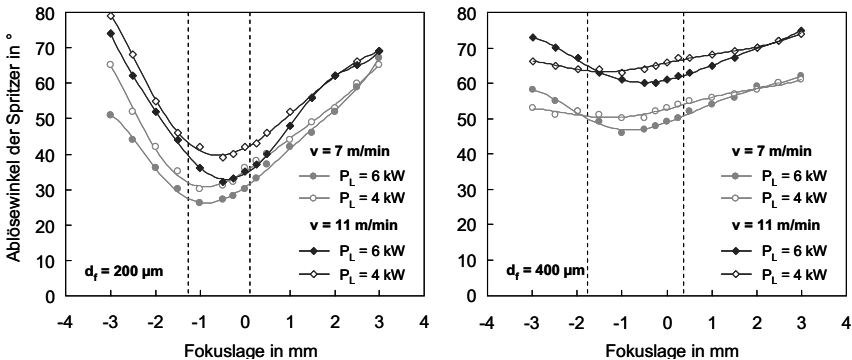 Ablösewinkel der Spritzer in °
80
70
60
50
40
30
20
10
0
-4 -3 -2 -1 0 1 2 3 4
Fokuslage in mm
d_f = 200 µm
v = 7 m/min
P_L = 6 kW
P_L = 4 kW
v = 11 m/min
P_L = 6 kW
P_L = 4 kW
80
70
60
50
40
30
20
10
0
-4 -3 -2 -1 0 1 2 3 4
Fokuslage in mm
d_f = 400 µm
v = 7 m/min
P_L = 6 kW
P_L = 4 kW
v = 11 m/min
P_L = 6 kW
P_L = 4 kW